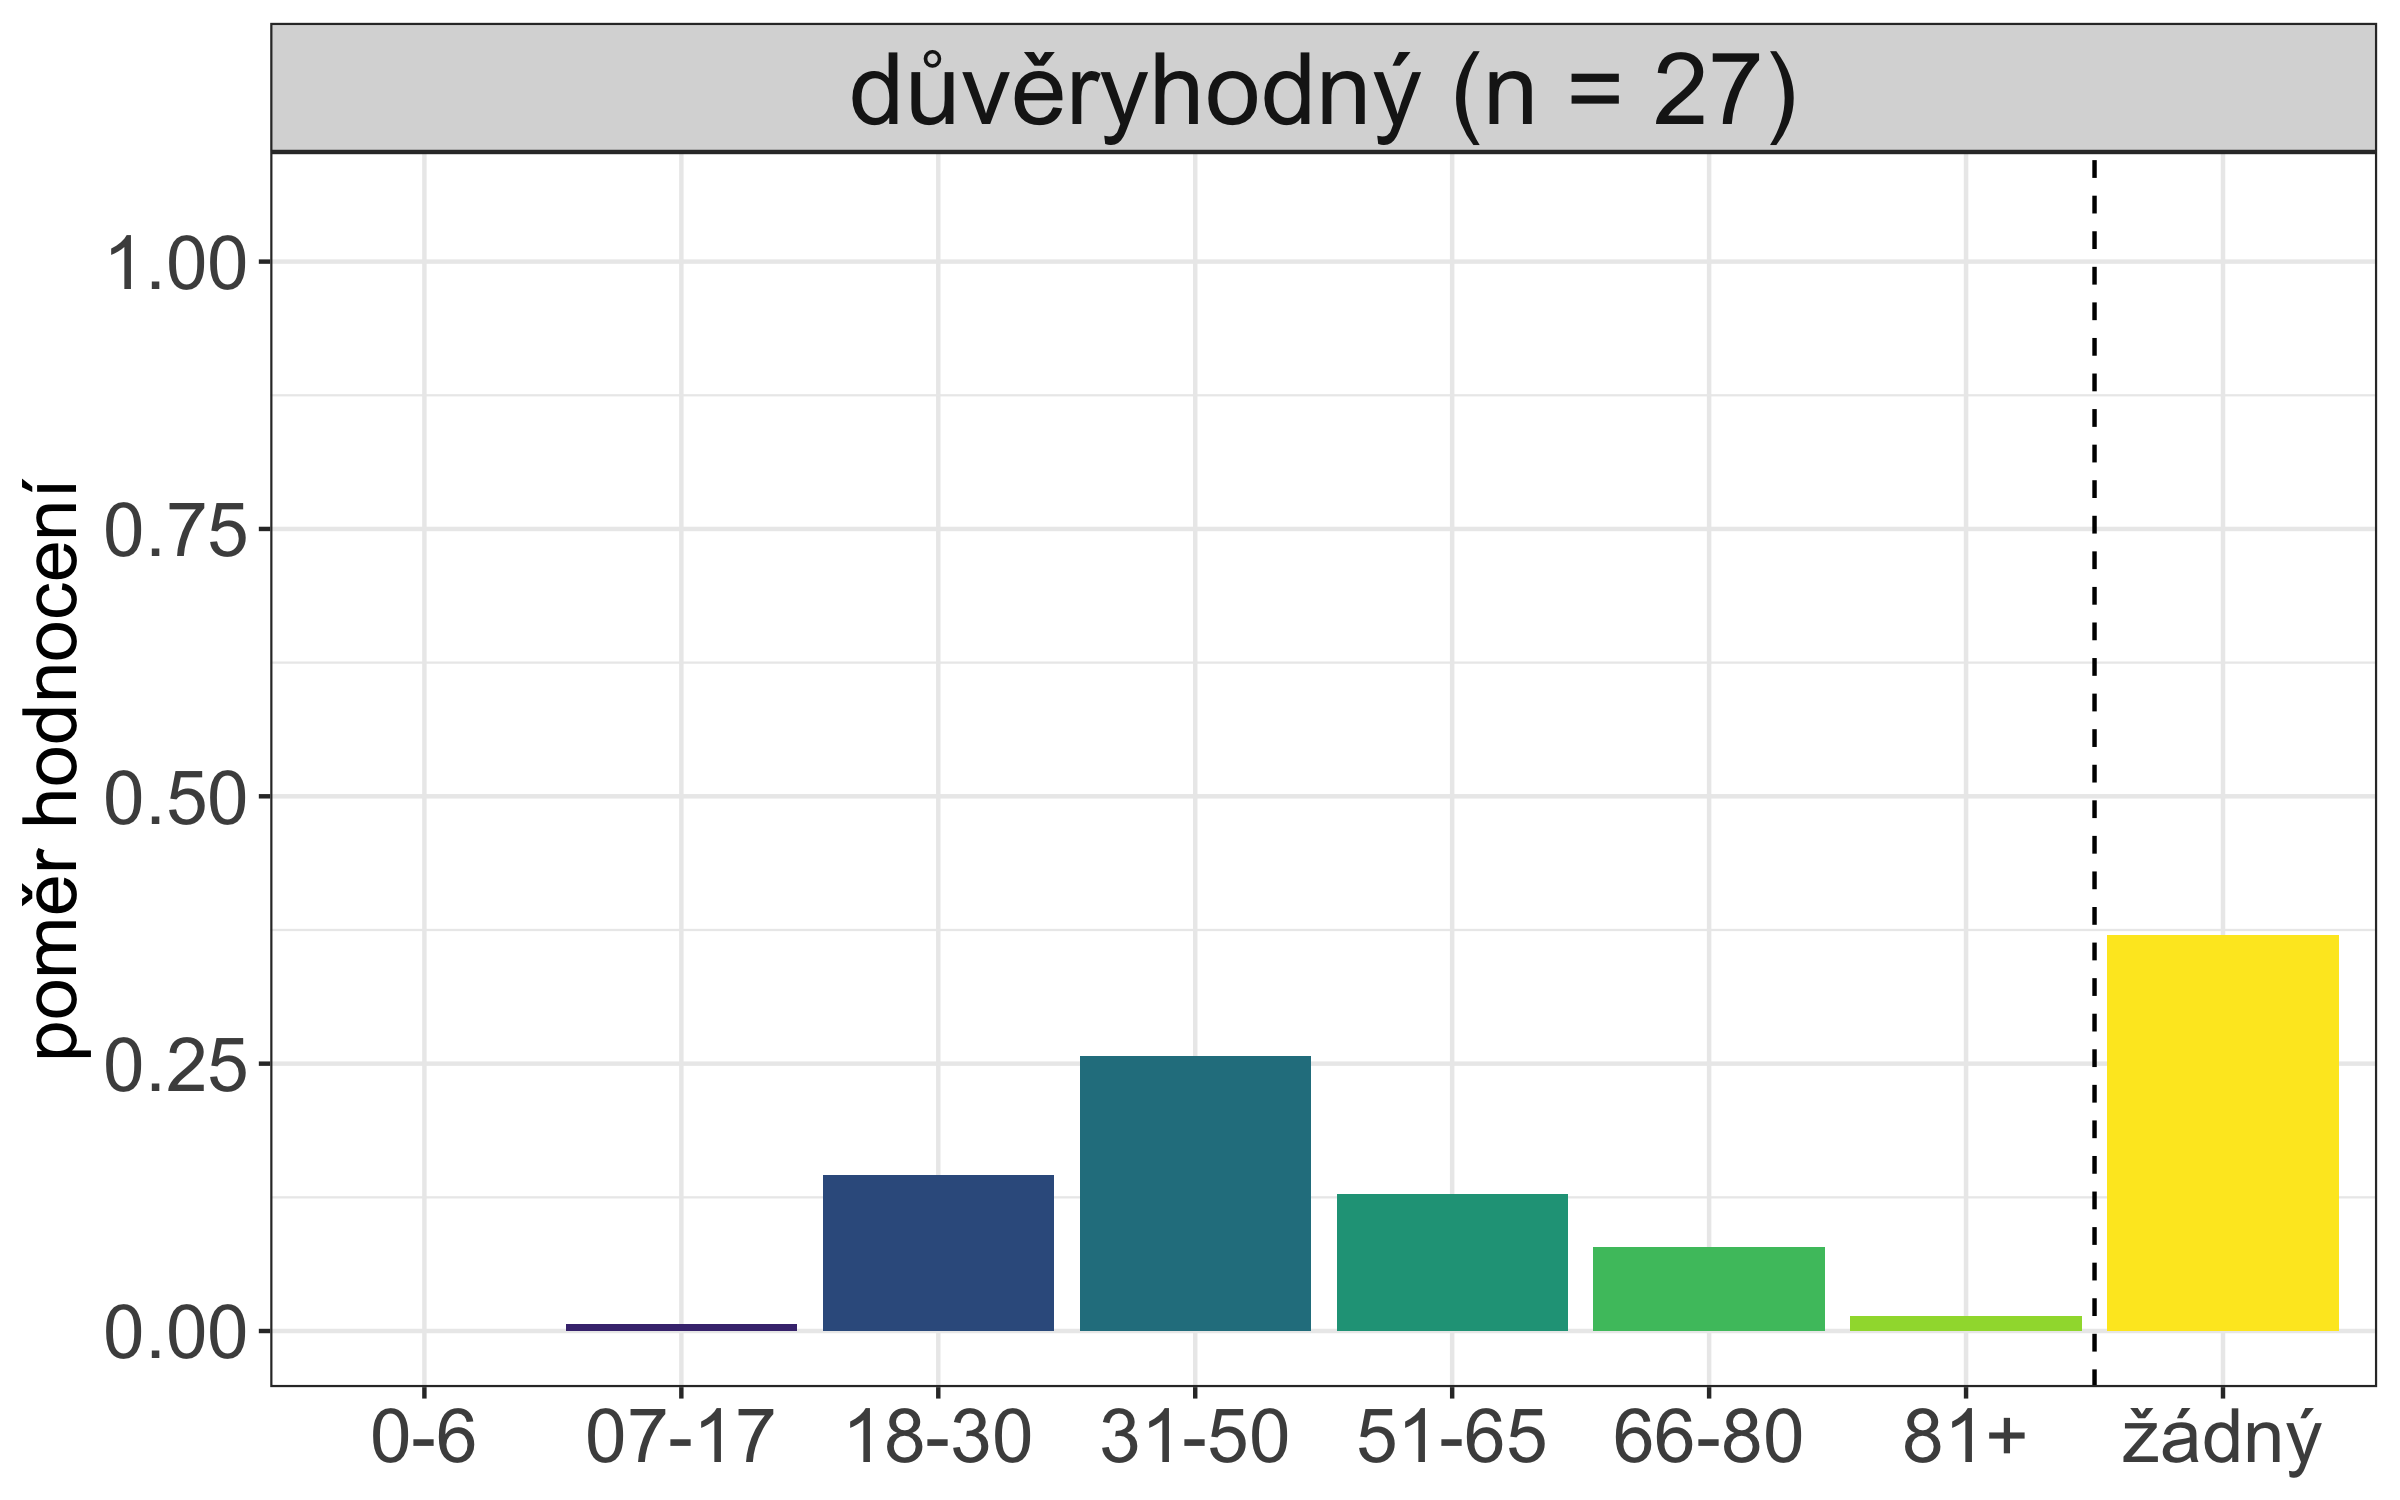 důvěryhodný (n = 27)
poměr hodnocení
1.00
0.75
0.50
0.25
0.00
0-6 07-17 18-30 31-50 51-65 66-80 81+ žádný